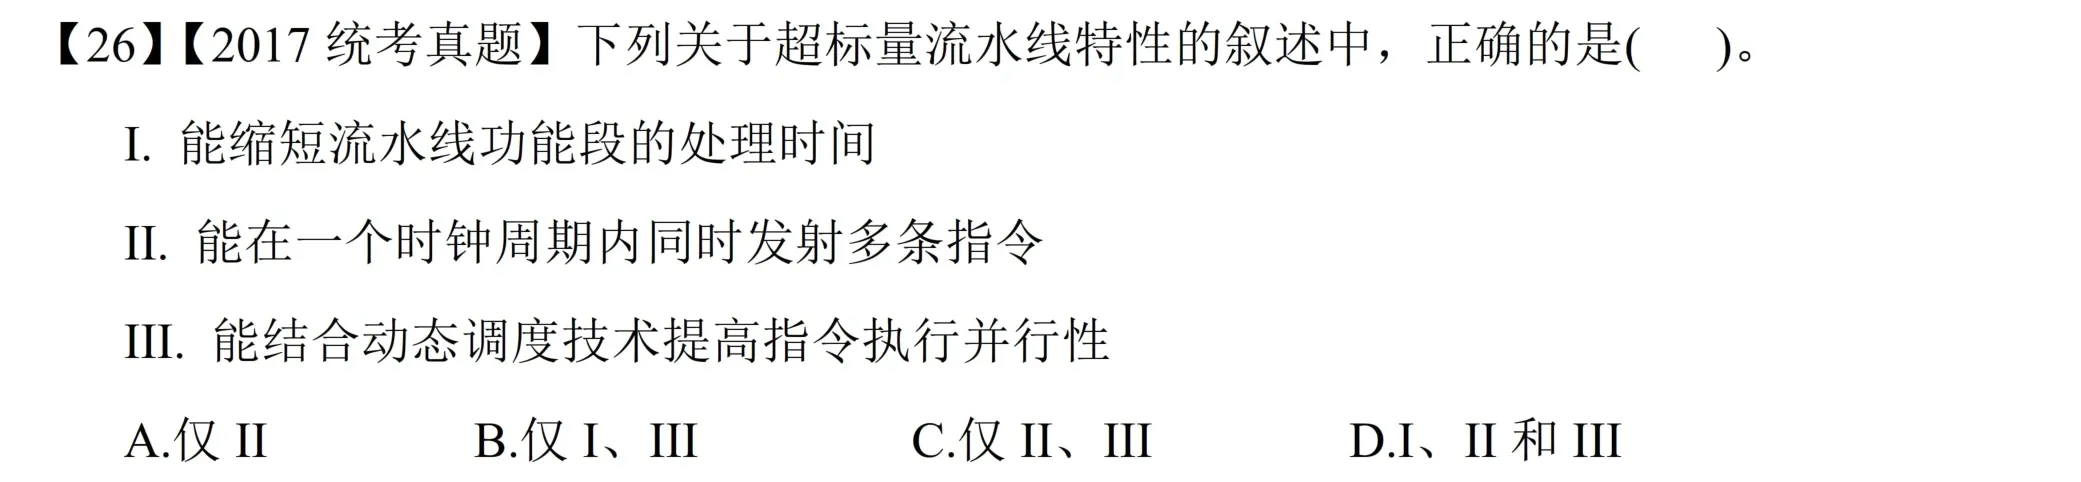 【26】【2017 统考真题】下列关于超标量流水线特性的叙述中，正确的是(    )。
I. 能缩短流水线功能段的处理时间
II. 能在一个时钟周期内同时发射多条指令
III. 能结合动态调度技术提高指令执行并行性
A.仅 II    B.仅 I、III    C.仅 II、III    D.I、II 和 III